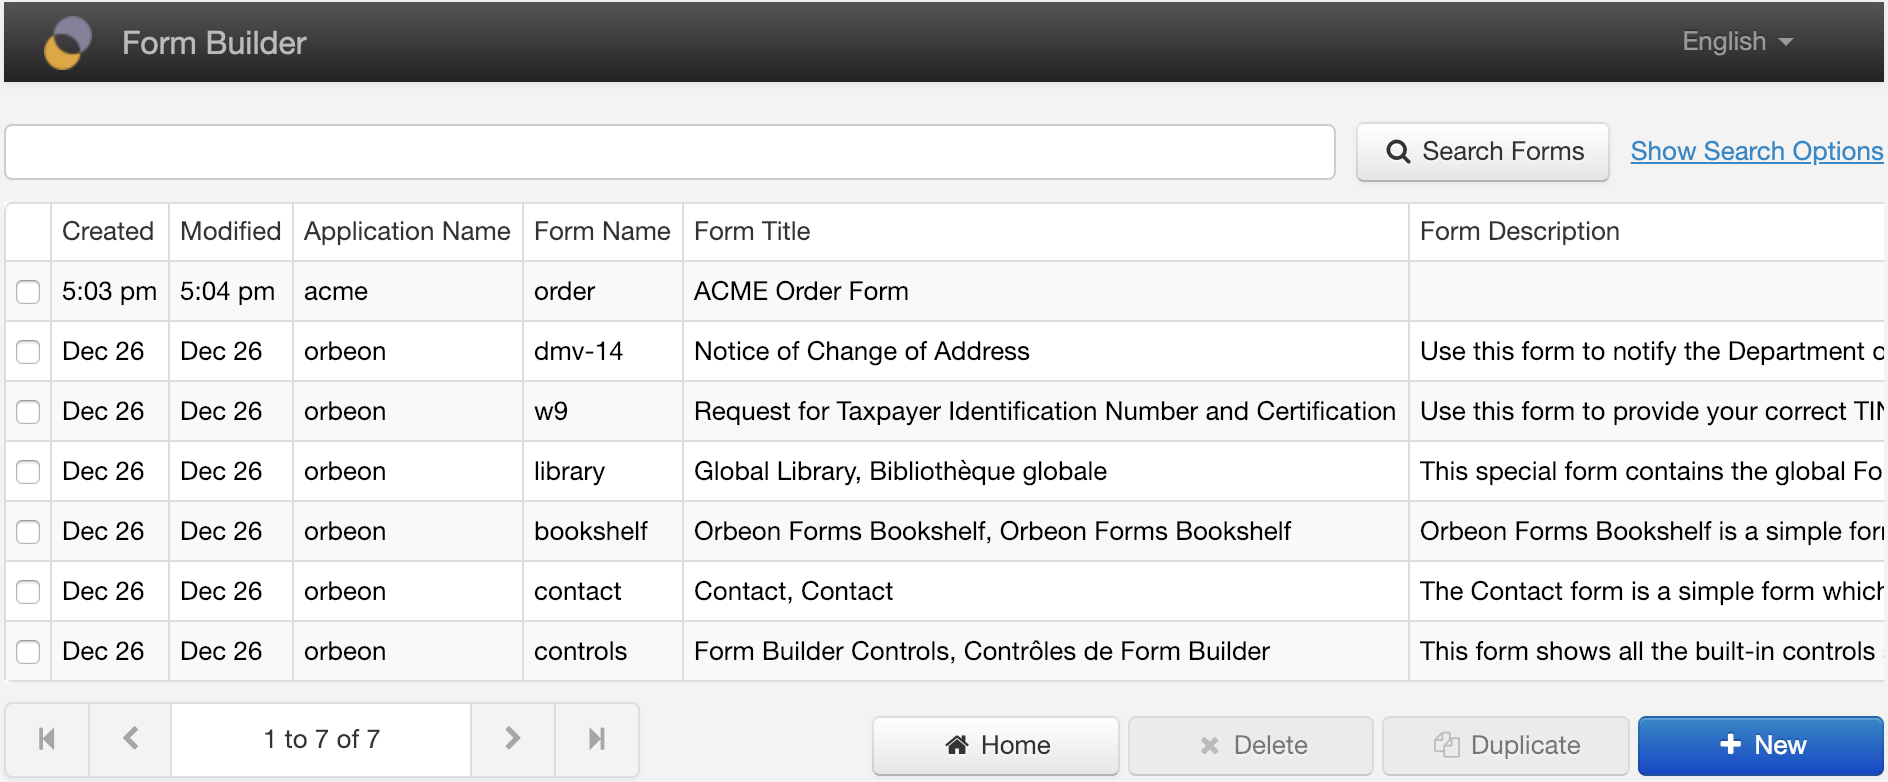 Form Builder
English
Search Forms
Show Search Options
Created Modified Application Name Form Name Form Title Form Description
5:03 pm 5:04 pm acme order ACME Order Form
Dec 26 Dec 26 orbeon dmv-14 Notice of Change of Address Use this form to notify the Department
Dec 26 Dec 26 orbeon w9 Request for Taxpayer Identification Number and Certification Use this form to provide your correct TIN
Dec 26 Dec 26 orbeon library Global Library, Bibliothèque globale This special form contains the global Fo
Dec 26 Dec 26 orbeon bookshelf Orbeon Forms Bookshelf, Orbeon Forms Bookshelf Orbeon Forms Bookshelf is a simple for
Dec 26 Dec 26 orbeon contact Contact, Contact The Contact form is a simple form which
Dec 26 Dec 26 orbeon controls Form Builder Controls, Contrôles de Form Builder This form shows all the built-in controls
1 to 7 of 7
Home
Delete
Duplicate
New